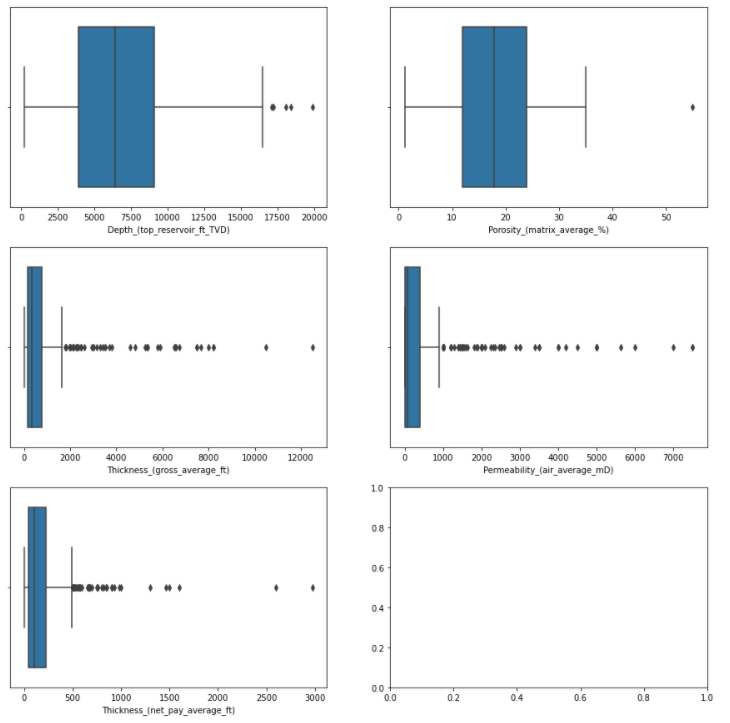 0 2500 5000 7500 10000 12500 15000 17500 20000
Depth_(top_reservoir_ft_TVD)
0 10 20 30 40 50
Porosity_(matrix_average_%)
0 2000 4000 6000 8000 10000 12000
Thickness_(gross_average_ft)
0 1000 2000 3000 4000 5000 6000 7000
Permeability_(air_average_mD)
0 500 1000 1500 2000 2500 3000
Thickness_(net_pay_average_ft)
1.0
0.8
0.6
0.4
0.2
0.0
0.0 0.2 0.4 0.6 0.8 1.0